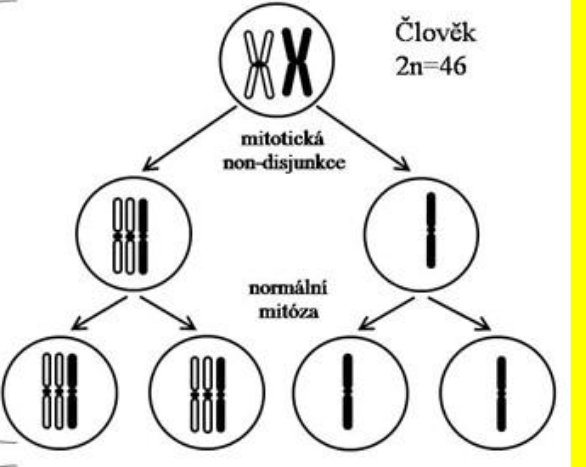 Člověk
2n=46
mitotická
non-disjunkce
normální
mitóza